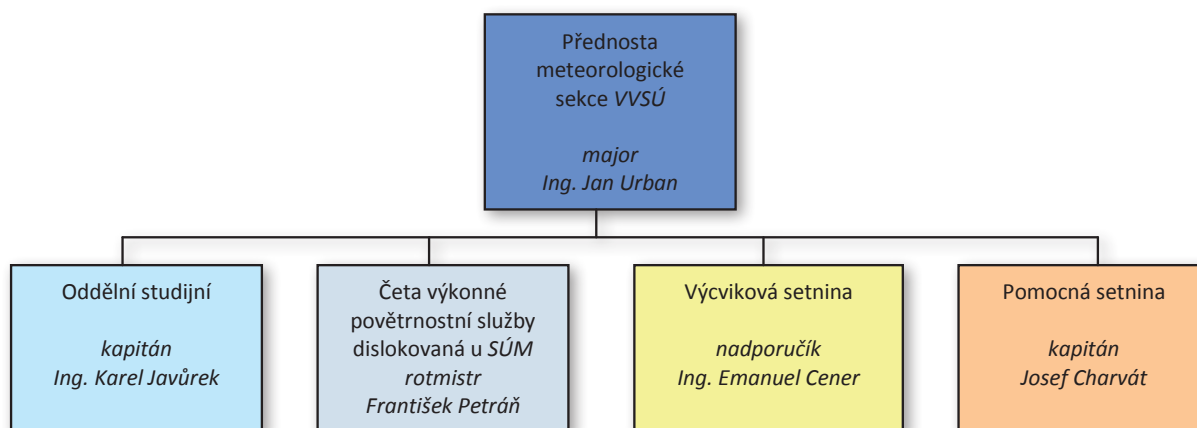 Přednosta
meteorologické
sekce VVSÚ
major
Ing. Jan Urban
Oddělní studijní
kapitán
Ing. Karel Javůrek
Četa výkonné
povětrnostní služby
dislokovaná u SÚM
rotmistr
František Petráň
Výcviková setnina
nadporučík
Ing. Emanuel Cener
Pomocná setnina
kapitán
Josef Charvát